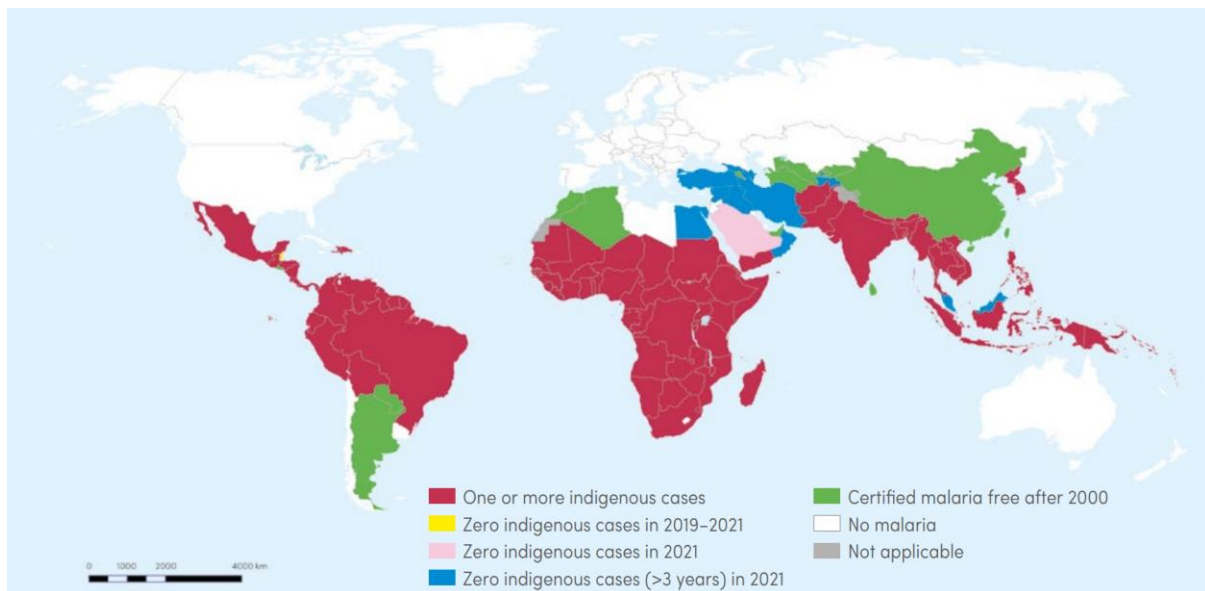 One or more indigenous cases
Zero indigenous cases in 2019–2021
Zero indigenous cases in 2021
Zero indigenous cases (>3 years) in 2021
Certified malaria free after 2000
No malaria
Not applicable
0 1000 2000 4000 km